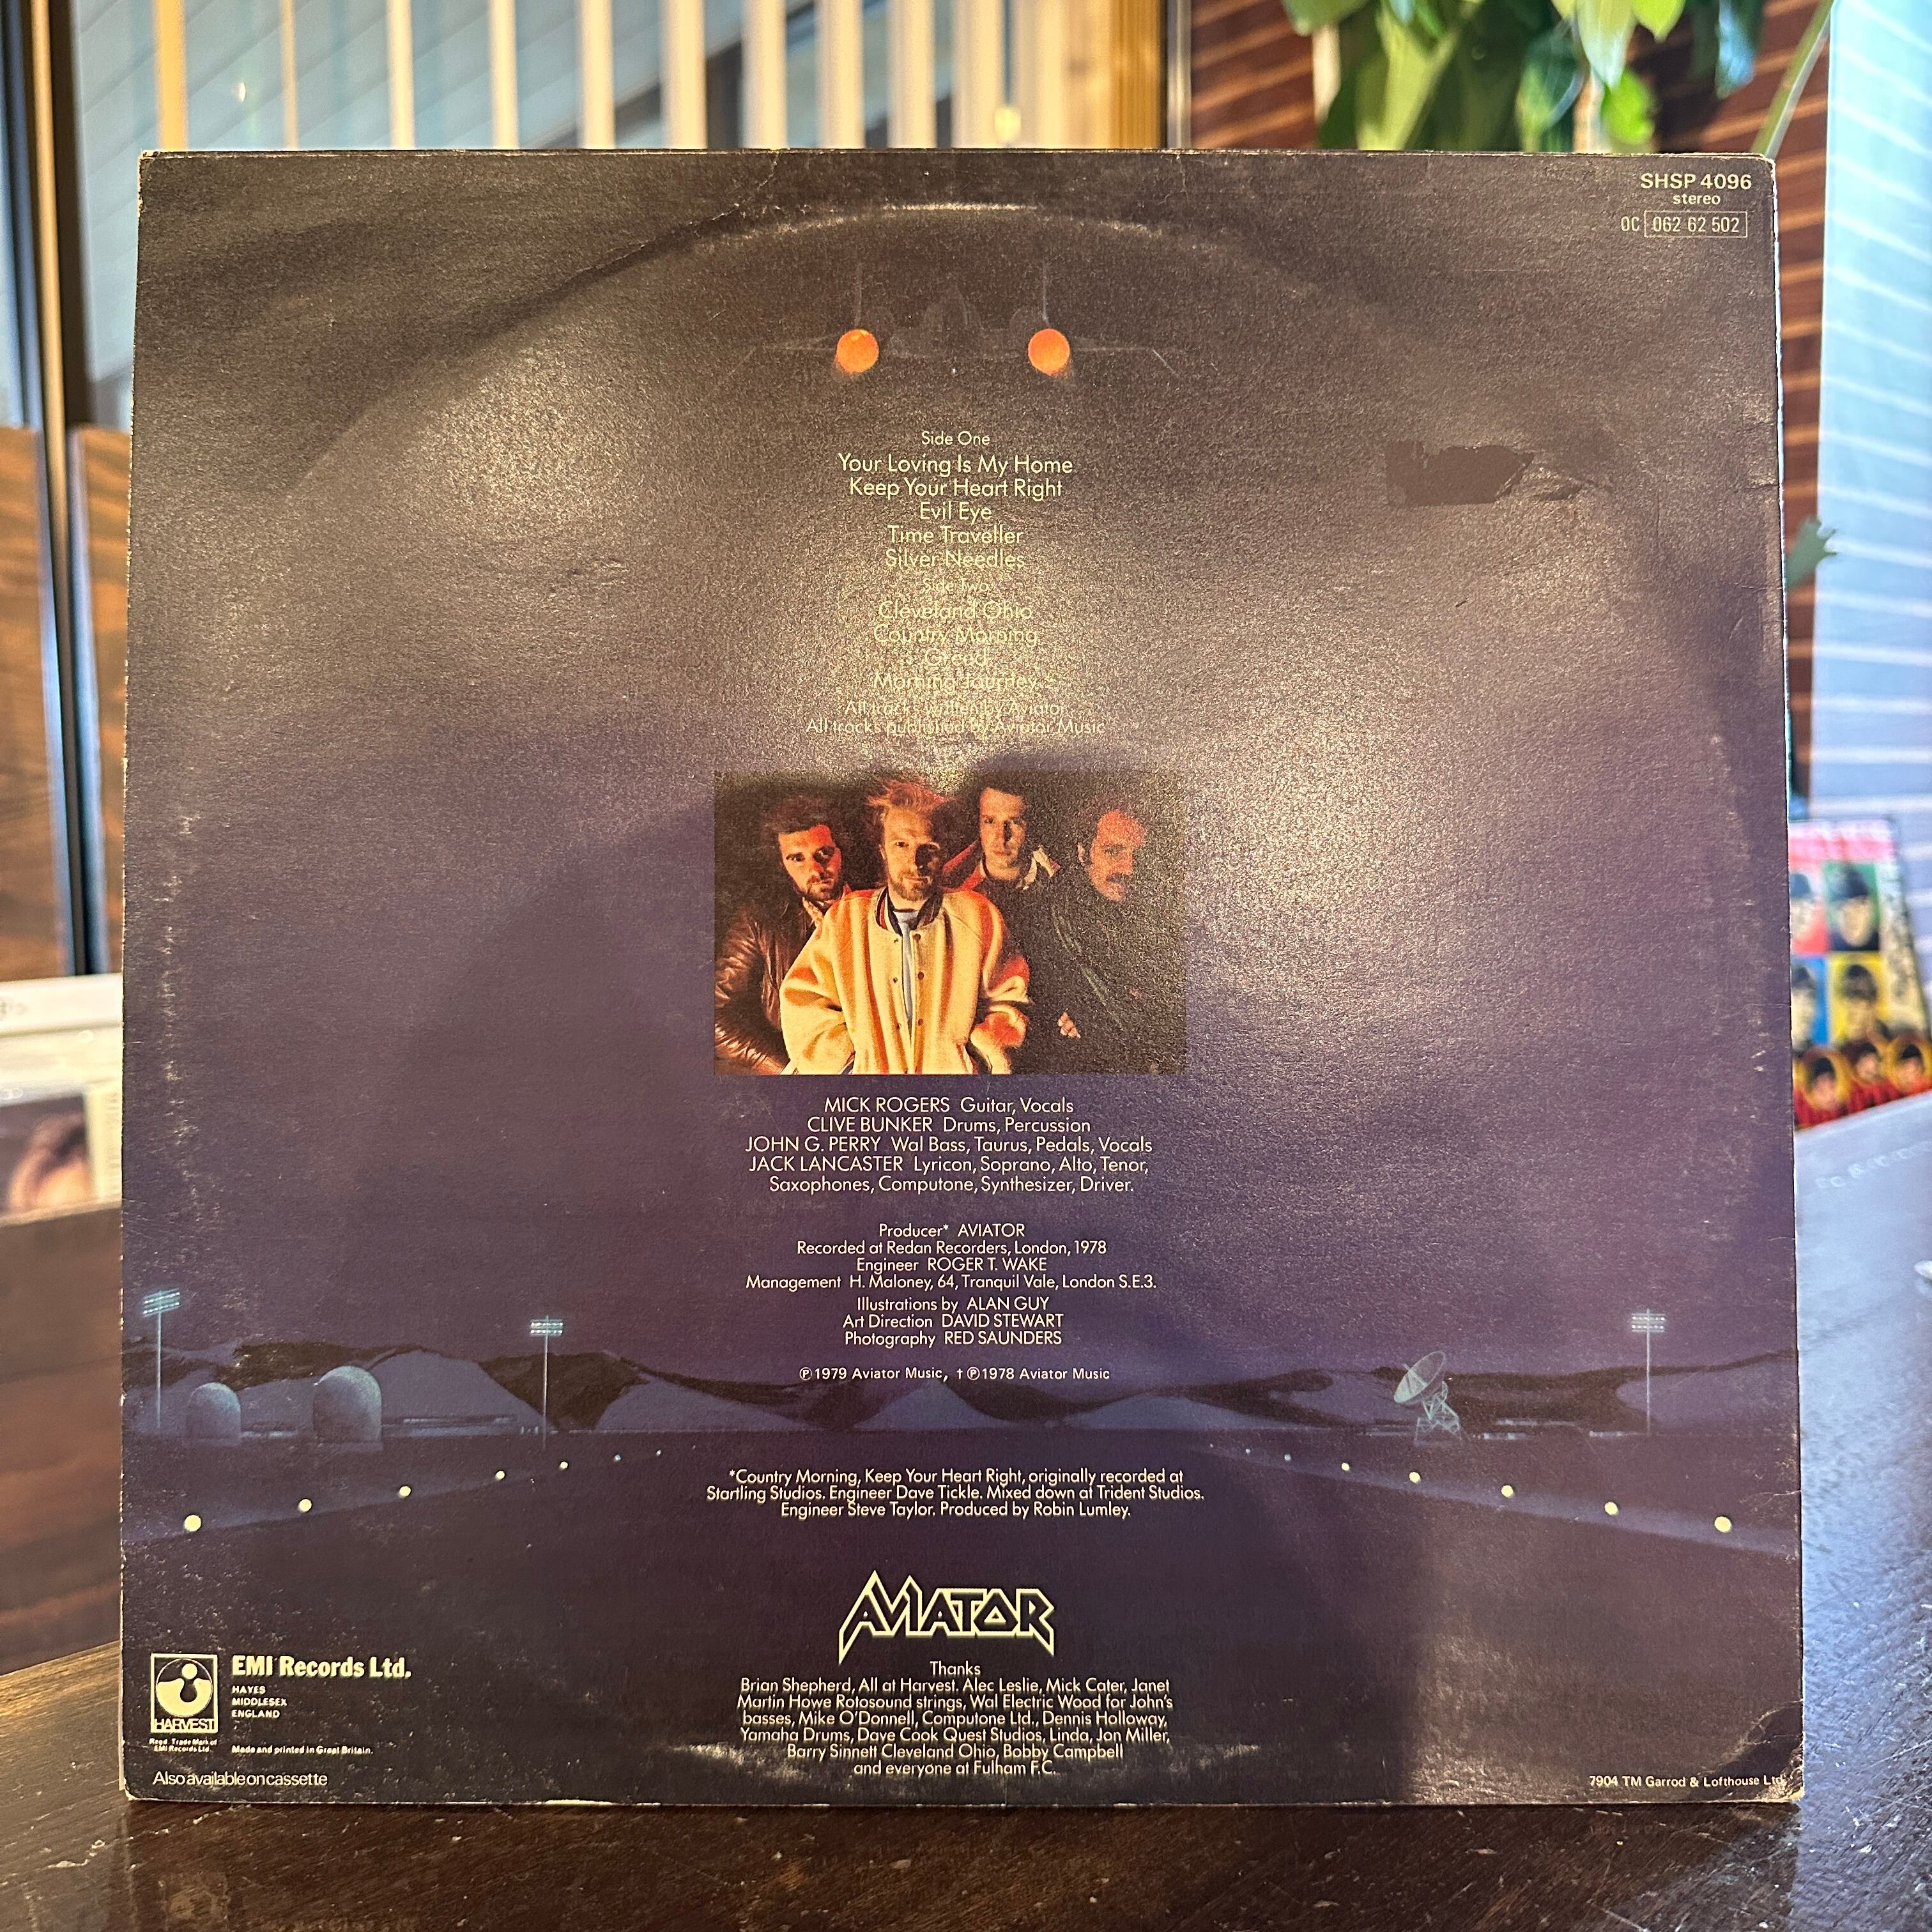 SHSP 4096
stereo
OC 062 62 502
Side One
Your Loving Is My Home
Keep Your Heart Right
Evil Eye
Time Traveller
Silver Needles
Side Two
Cleveland Ohio
Country Morning
Greed
Morning Journey
All tracks written by Aviator
All tracks published by Aviator Music
MICK ROGERS Guitar, Vocals
CLIVE BUNKER Drums, Percussion
JOHN G. PERRY Wal Bass, Taurus, Pedals, Vocals
JACK LANCASTER Lyricon, Soprano, Alto, Tenor,
Saxophones, Computone, Synthesizer, Driver.
Producer* AVIATOR
Recorded at Redan Recorders, London, 1978
Engineer ROGER T. WAKE
Management H. Maloney, 64, Tranquil Vale, London S.E.3.
Illustrations by ALAN GUY
Art Direction DAVID STEWART
Photography RED SAUNDERS
℗1979 Aviator Music, †℗1978 Aviator Music
*Country Morning, Keep Your Heart Right, originally recorded at
Startling Studios. Engineer Dave Tickle. Mixed down at Trident Studios.
Engineer Steve Taylor. Produced by Robin Lumley.
AVIATOR
Thanks
Brian Shepherd, All at Harvest. Alec Leslie, Mick Cater, Janet
Martin Howe Rotosound strings, Wal Electric Wood for John's
basses, Mike O'Donnell, Computone Ltd., Dennis Holloway,
Yamaha Drums, Dave Cook Quest Studios, Linda, Jon Miller,
Barry Sinnett Cleveland Ohio, Bobby Campbell
and everyone at Fulham F.C.
HARVEST
Regd. Trade Mark of
EMI Records Ltd.
EMI Records Ltd.
HAYES
MIDDLESEX
ENGLAND
Made and printed in Great Britain.
Also available on cassette
7904 TM Garrod & Lofthouse Ltd.